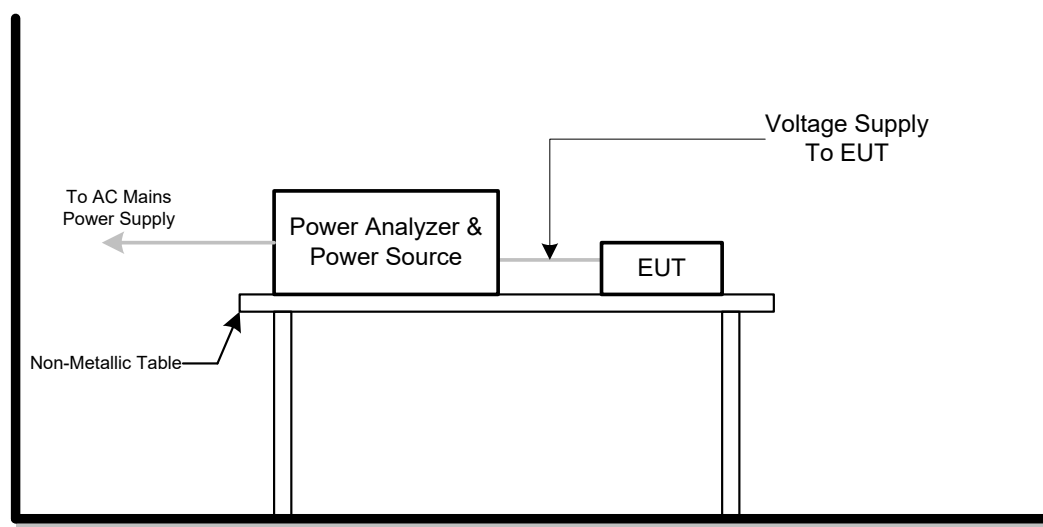 Voltage Supply
To EUT
To AC Mains
Power Supply
Power Analyzer &
Power Source
EUT
Non-Metallic Table